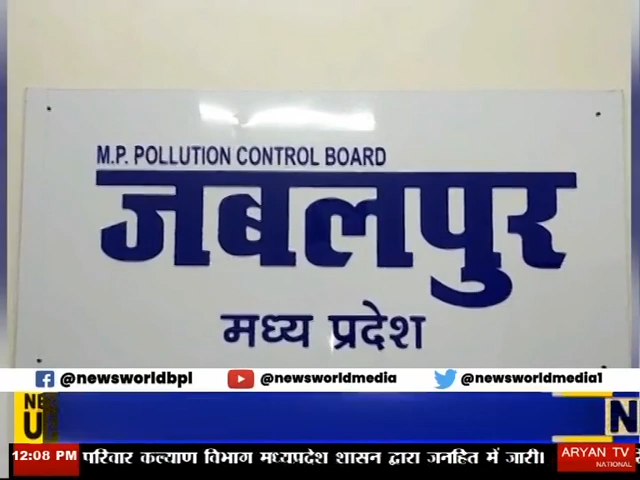 M.P. POLLUTION CONTROL BOARD
जबलपुर
मध्य प्रदेश
@newsworldbpl @newsworldmedia @newsworldmedia1
12:08 PM परिवार कल्याण विभाग मध्यप्रदेश शासन द्वारा जनहित में जारी। ARYAN TV
NATIONAL